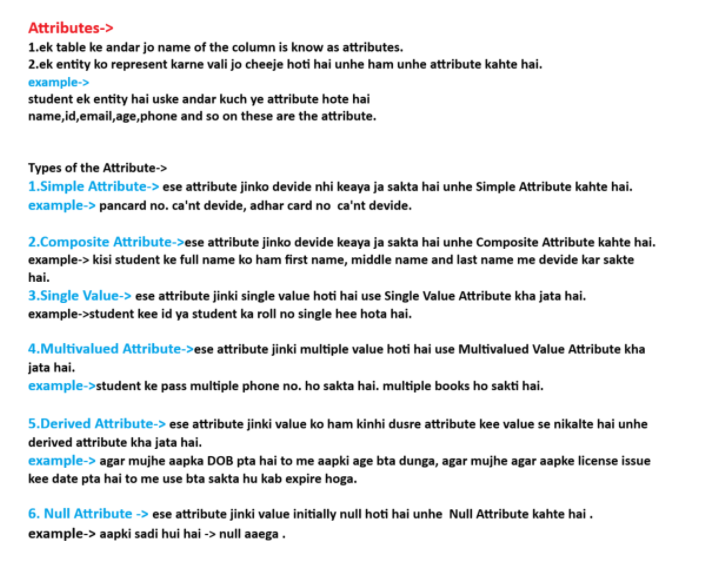 Attributes->
1.ek table ke andar jo name of the column is know as attributes.
2.ek entity ko represent karne vali jo cheeje hoti hai unhe ham unhe attribute kahte hai.
example->
student ek entity hai uske andar kuch ye attribute hote hai
name,id,email,age,phone and so on these are the attribute.
Types of the Attribute->
1.Simple Attribute-> ese attribute jinko devide nhi keaya ja sakta hai unhe Simple Attribute kahte hai.
example-> pancard no. ca'nt devide, adhar card no  ca'nt devide.
2.Composite Attribute->ese attribute jinko devide keaya ja sakta hai unhe Composite Attribute kahte hai.
example-> kisi student ke full name ko ham first name, middle name and last name me devide kar sakte
hai.
3.Single Value-> ese attribute jinki single value hoti hai use Single Value Attribute kha jata hai.
example->student kee id ya student ka roll no single hee hota hai.
4.Multivalued Attribute->ese attribute jinki multiple value hoti hai use Multivalued Value Attribute kha
jata hai.
example->student ke pass multiple phone no. ho sakta hai. multiple books ho sakti hai.
5.Derived Attribute-> ese attribute jinki value ko ham kinhi dusre attribute kee value se nikalte hai unhe
derived attribute kha jata hai.
example-> agar mujhe aapka DOB pta hai to me aapki age bta dunga, agar mujhe agar aapke license issue
kee date pta hai to me use bta sakta hu kab expire hoga.
6. Null Attribute -> ese attribute jinki value initially null hoti hai unhe  Null Attribute kahte hai .
example-> aapki sadi hui hai -> null aaega .